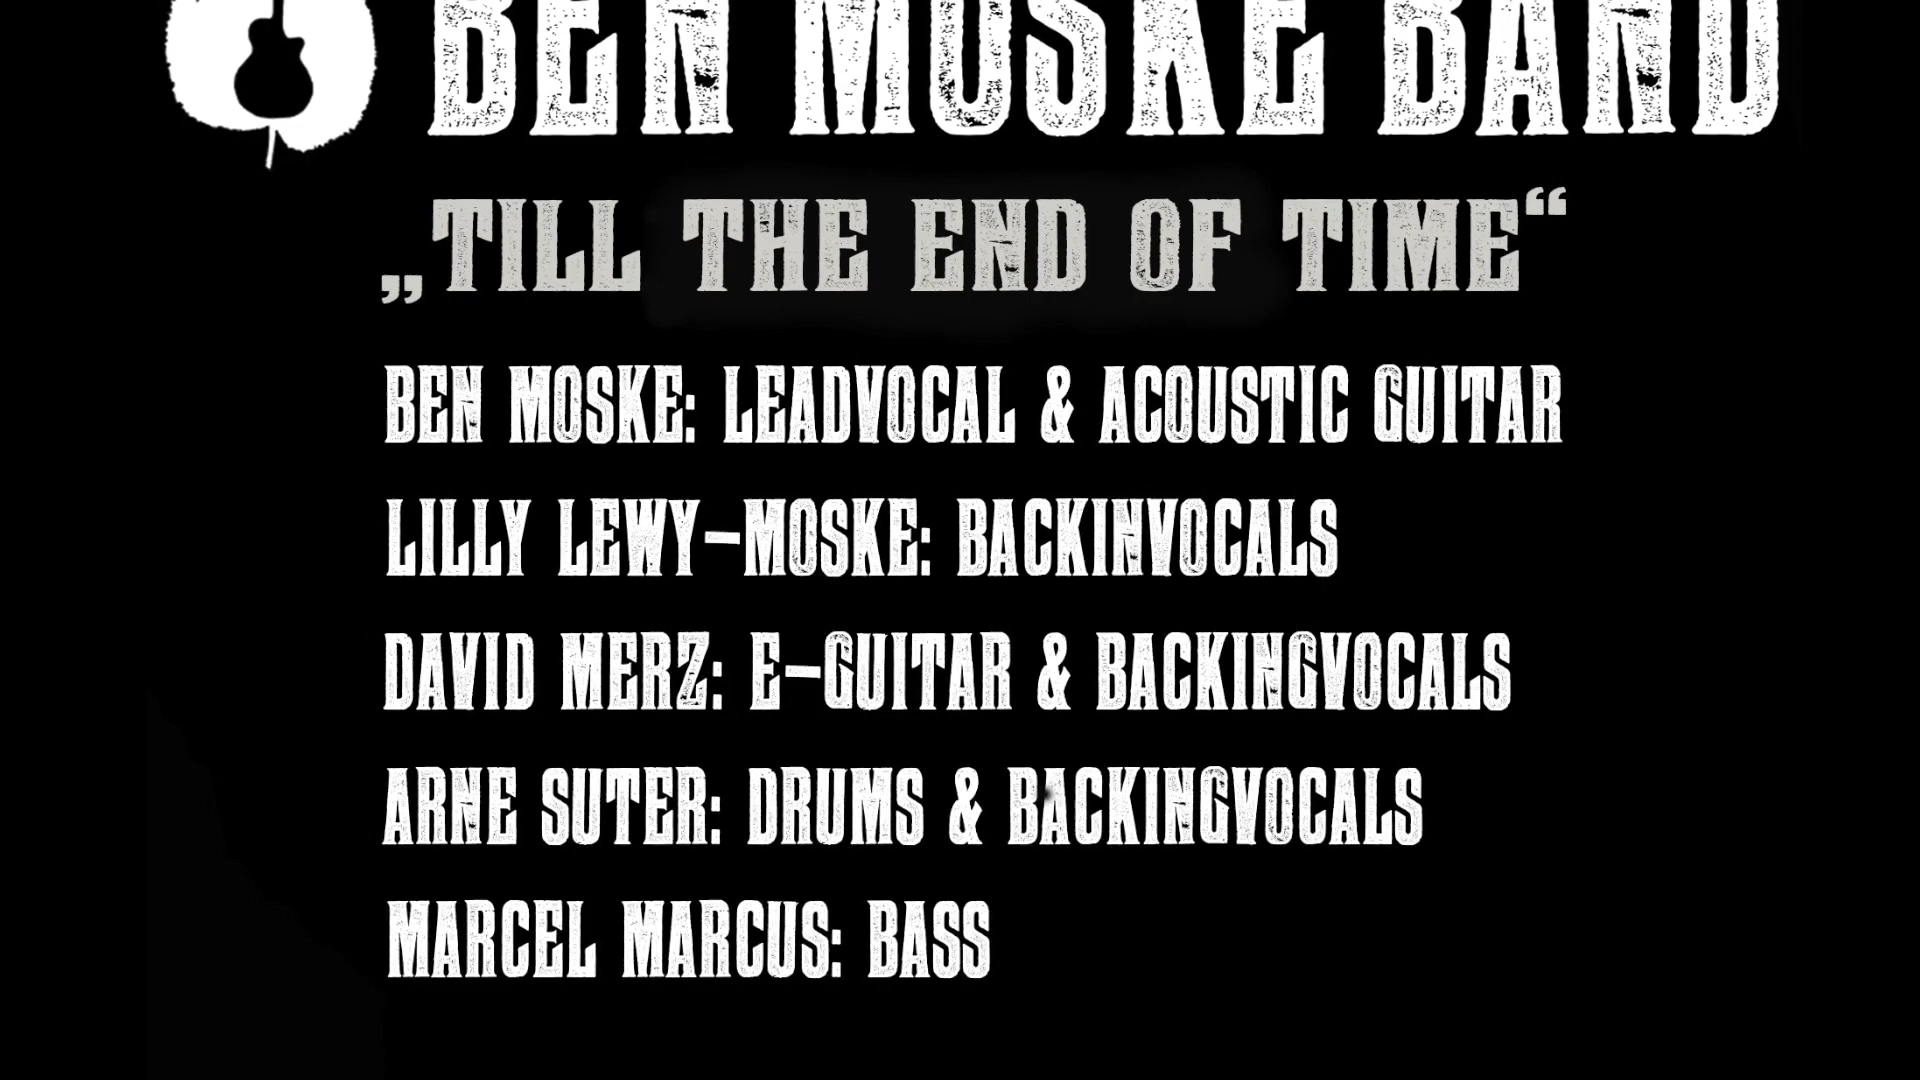 BEN MOSKE BAND
„TILL THE END OF TIME“
BEN MOSKE: LEADVOCAL & ACOUSTIC GUITAR
LILLY LEWY-MOSKE: BACKINVOCALS
DAVID MERZ: E-GUITAR & BACKINGVOCALS
ARNE SUTER: DRUMS & BACKINGVOCALS
MARCEL MARCUS: BASS